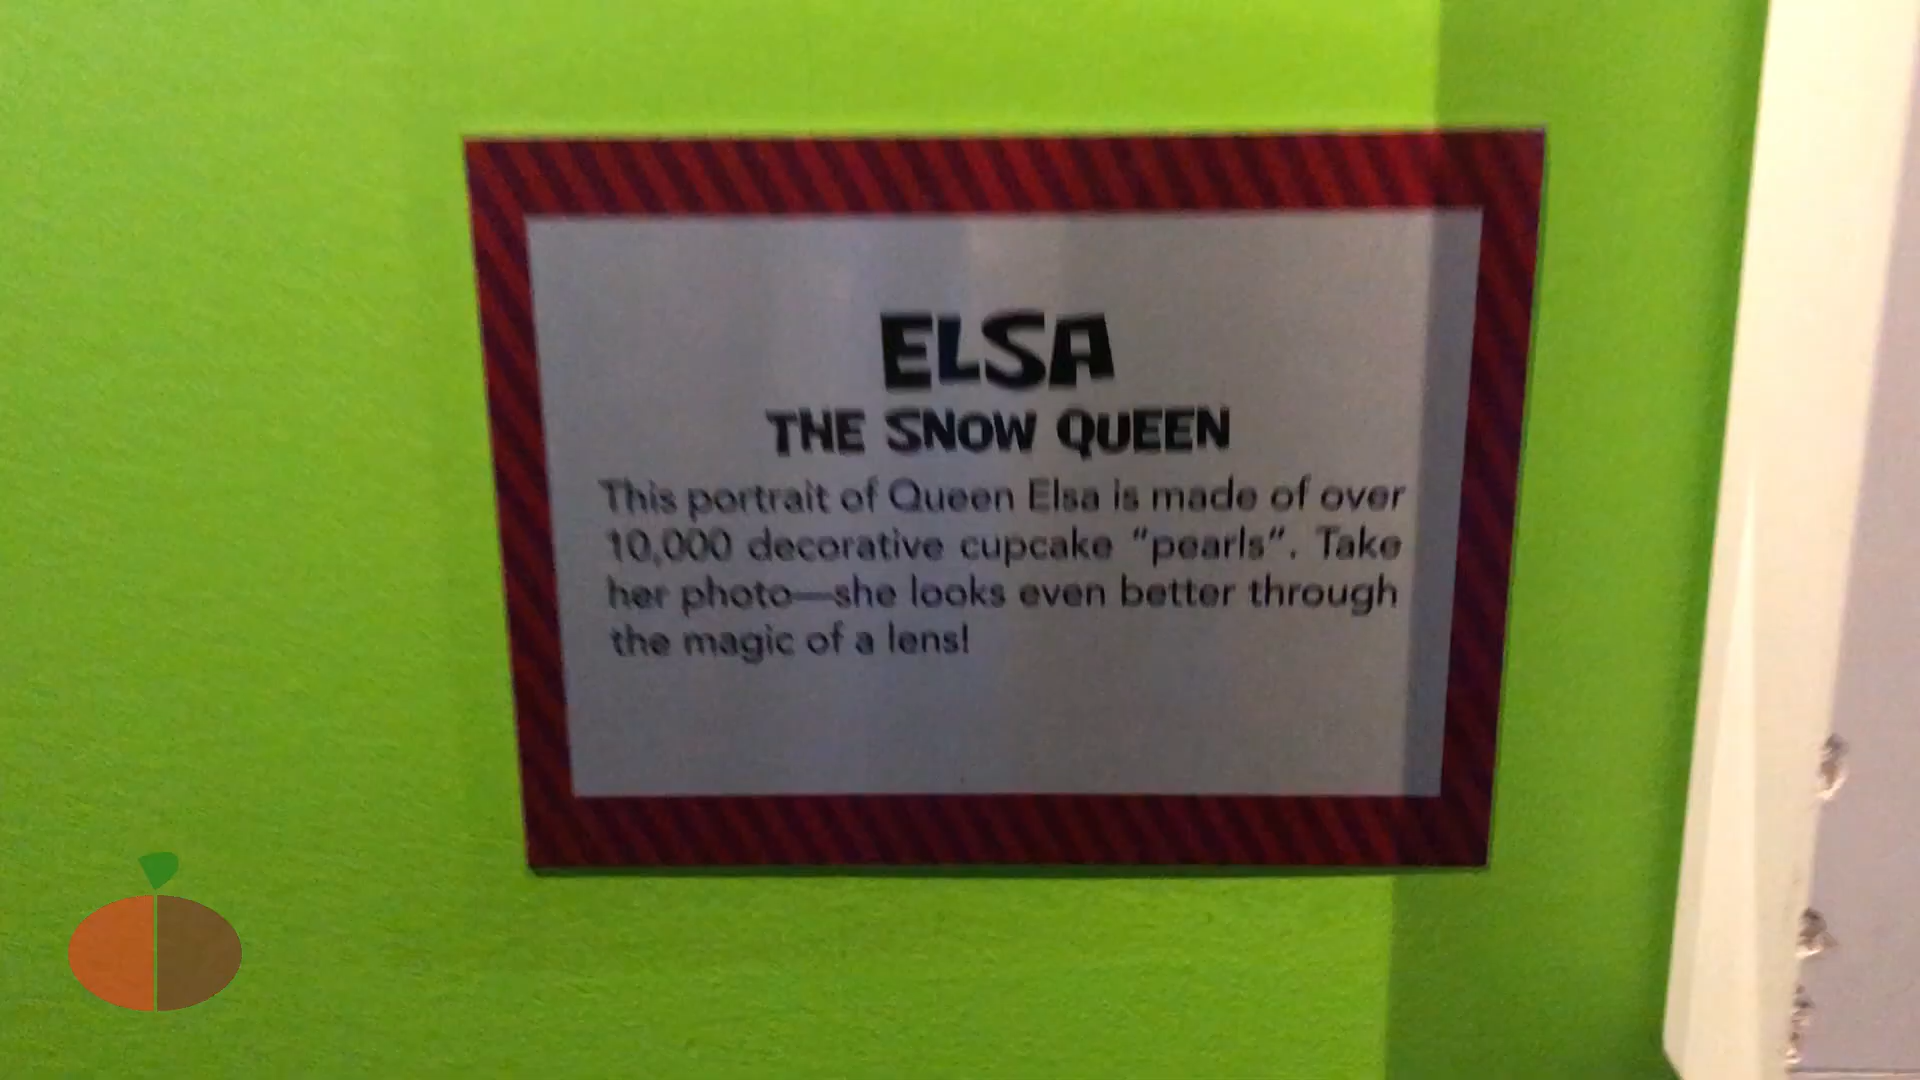 ELSA
THE SNOW QUEEN
This portrait of Queen Elsa is made of over
10,000 decorative cupcake “pearls”. Take
her photo—she looks even better through
the magic of a lens!